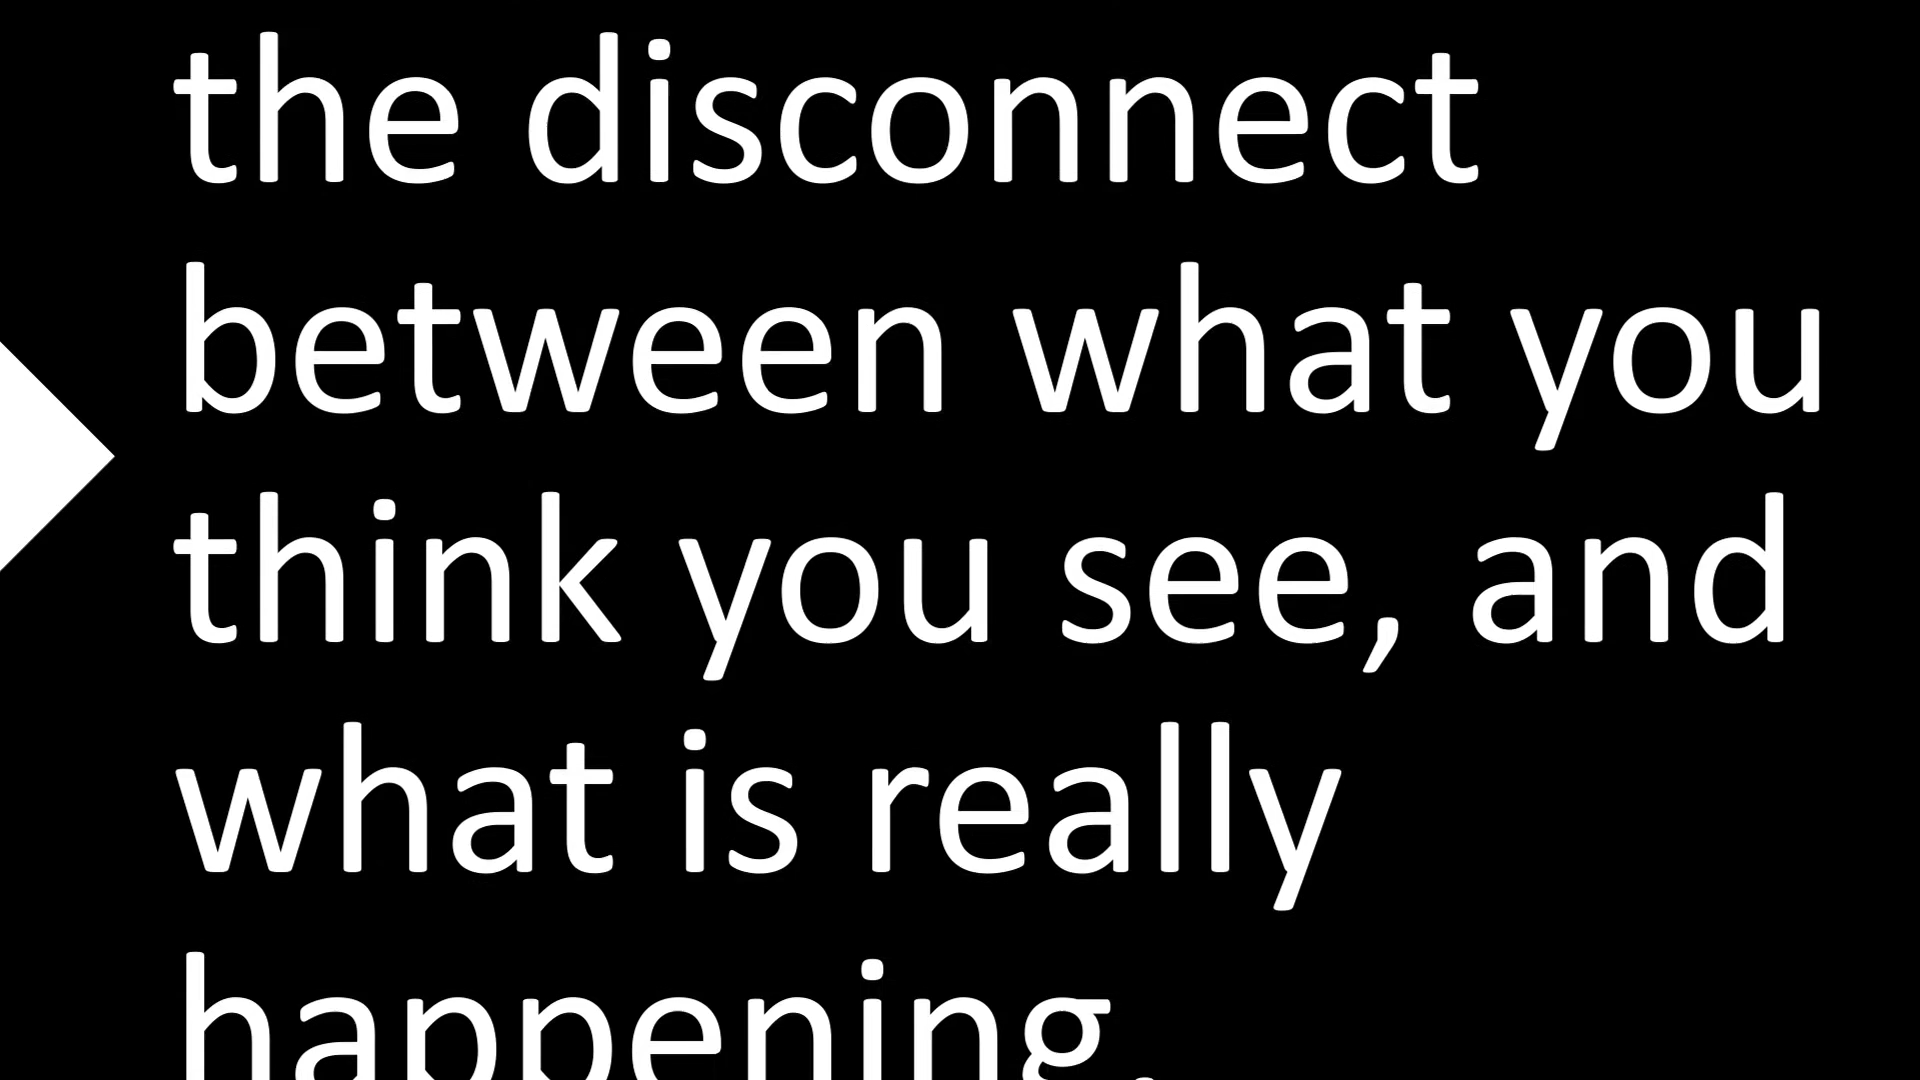 the disconnect
between what you
think you see, and
what is really
happening.